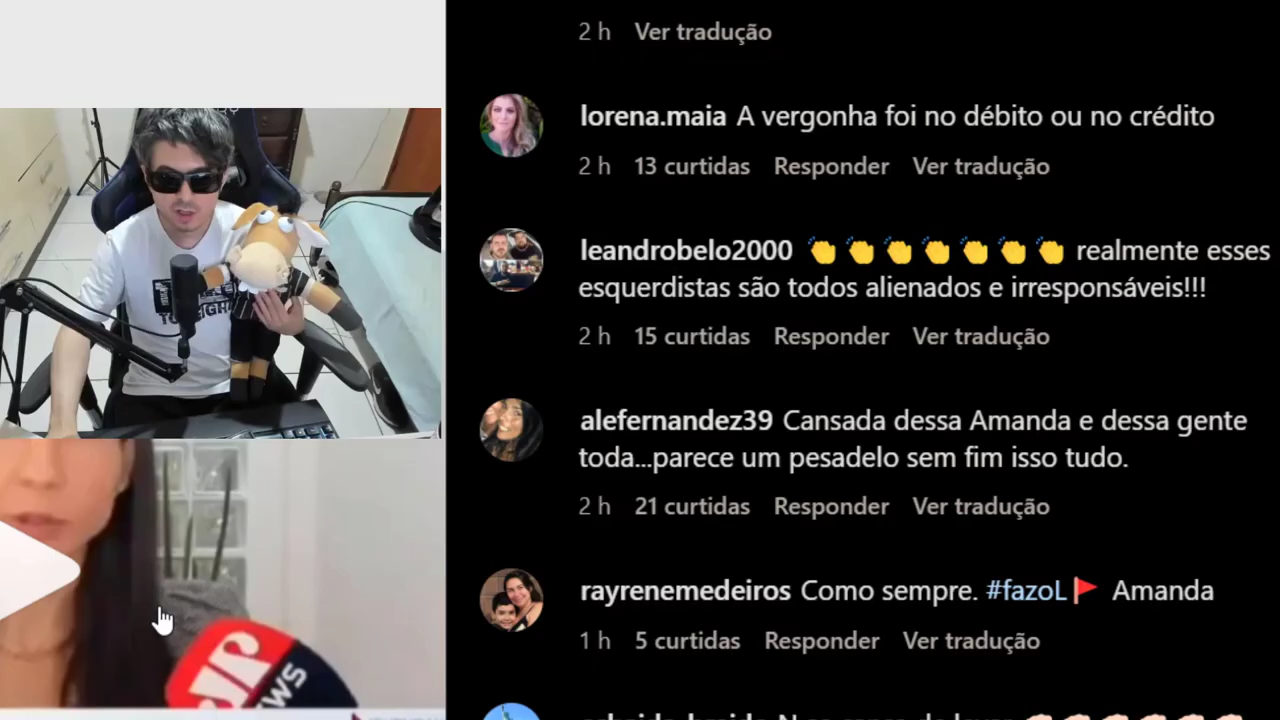 2 h Ver tradução
lorena.maia A vergonha foi no débito ou no crédito
2 h 13 curtidas Responder Ver tradução
leandrobelo2000 👏👏👏👏👏👏👏 realmente esses
esquerdistas são todos alienados e irresponsáveis!!!
2 h 15 curtidas Responder Ver tradução
alefernandez39 Cansada dessa Amanda e dessa gente
toda...parece um pesadelo sem fim isso tudo.
2 h 21 curtidas Responder Ver tradução
rayrenemedeiros Como sempre. #fazoL🚩 Amanda
1 h 5 curtidas Responder Ver tradução
JP